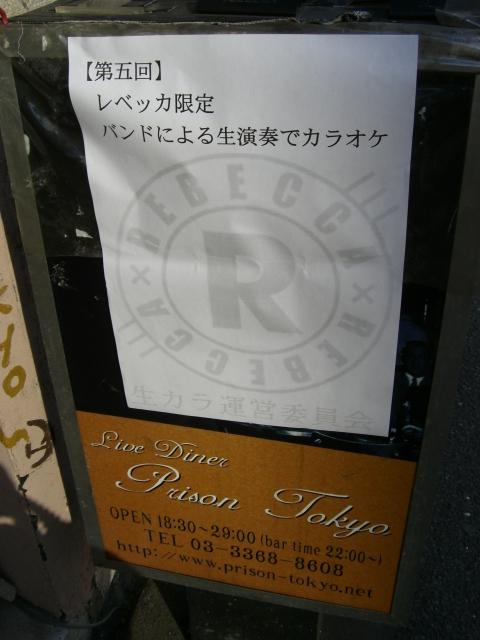 【第五回】
レベッカ限定
バンドによる生演奏でカラオケ
REBECCA×REBECCA×
R
生カラ運営委員会
Live Diner
Prison Tokyo
OPEN 18:30~29:00 (bar time 22:00~)
TEL 03-3368-8608
http://www.prison-tokyo.net